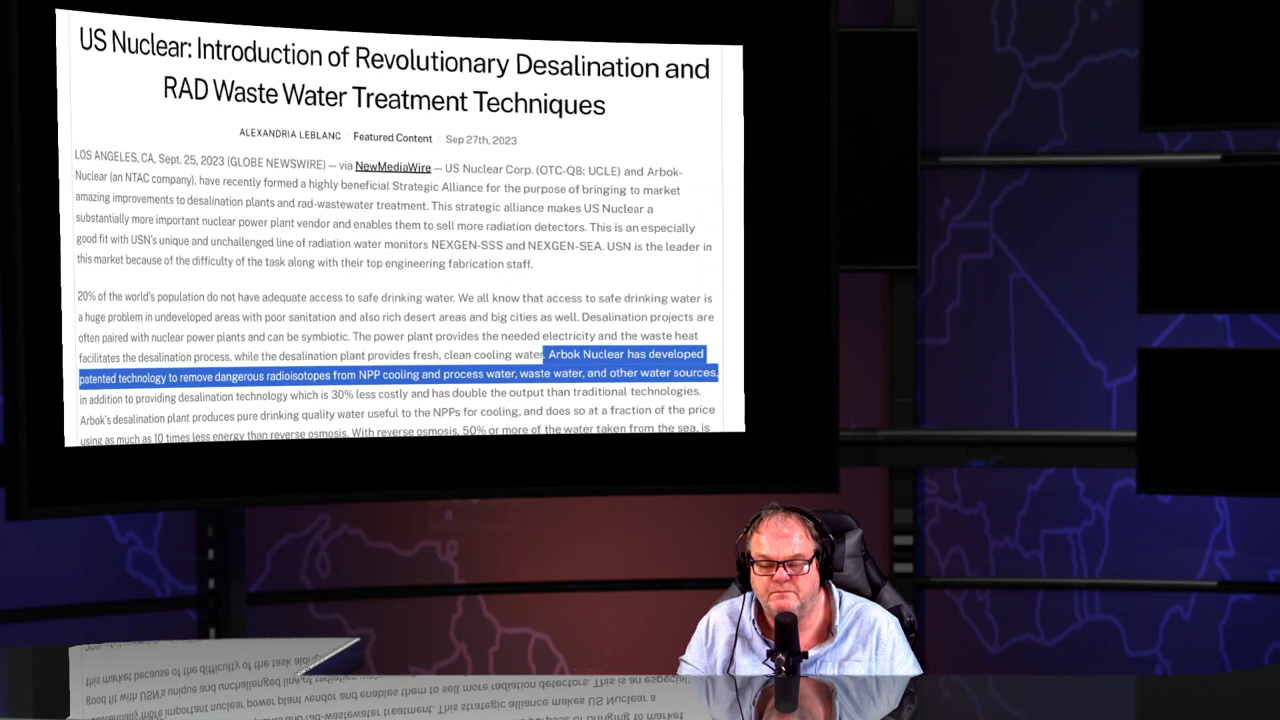 US Nuclear: Introduction of Revolutionary Desalination and
RAD Waste Water Treatment Techniques
ALEXANDRIA LEBLANC Featured Content Sep 27th, 2023
LOS ANGELES, CA, Sept. 25, 2023 (GLOBE NEWSWIRE) — via NewMediaWire — US Nuclear Corp. (OTC-QB: UCLE) and Arbok-
Nuclear (an NTAC company), have recently formed a highly beneficial Strategic Alliance for the purpose of bringing to market
amazing improvements to desalination plants and rad-wastewater treatment. This strategic alliance makes US Nuclear a
substantially more important nuclear power plant vendor and enables them to sell more radiation detectors. This is an especially
good fit with USN's unique and unchallenged line of radiation water monitors NEXGEN-SSS and NEXGEN-SEA. USN is the leader in
this market because of the difficulty of the task along with their top engineering fabrication staff.
20% of the world's population do not have adequate access to safe drinking water. We all know that access to safe drinking water is
a huge problem in undeveloped areas with poor sanitation and also rich desert areas and big cities as well. Desalination projects are
often paired with nuclear power plants and can be symbiotic. The power plant provides the needed electricity and the waste heat
facilitates the desalination process, while the desalination plant provides fresh, clean cooling water. Arbok Nuclear has developed
patented technology to remove dangerous radioisotopes from NPP cooling and process water, waste water, and other water sources,
in addition to providing desalination technology which is 30% less costly and has double the output than traditional technologies.
Arbok's desalination plant produces pure drinking quality water useful to the NPPs for cooling, and does so at a fraction of the price
using as much as 10 times less energy than reverse osmosis. With reverse osmosis, 50% or more of the water taken from the sea, is